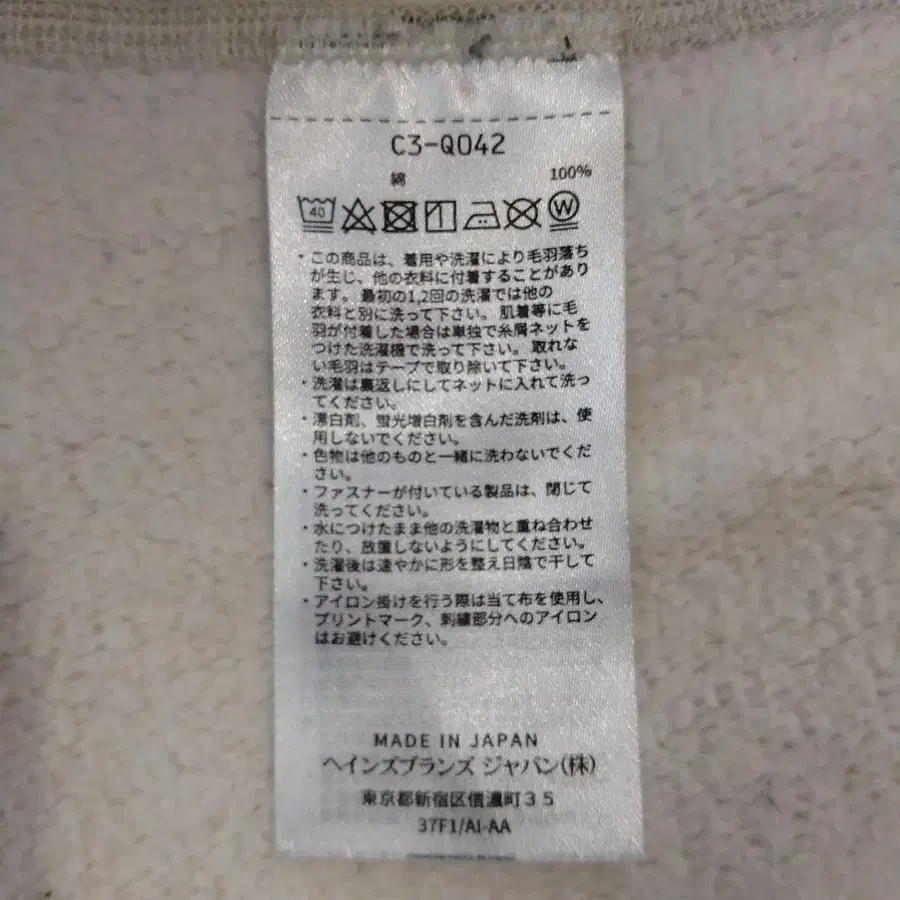 C3-Q042
綿 100%
40 W
・この商品は、着用や洗濯により毛羽落ち
が生じ、他の衣料に付着することがあり
ます。最初の1,2回の洗濯では他の
衣料と別に洗って下さい。肌着等に毛
羽が付着した場合は単独で糸屑ネットを
つけた洗濯機で洗って下さい。取れな
い毛羽はテープで取り除いて下さい。
・洗濯は裏返しにしてネットに入れて洗っ
てください。
・漂白剤、蛍光増白剤を含んだ洗剤は、使
用しないでください。
・色物は他のものと一緒に洗わないでくだ
さい。
・ファスナーが付いている製品は、閉じて
洗ってください。
・水につけたまま他の洗濯物と重ね合わせ
たり、放置しないようにしてください。
・洗濯後は速やかに形を整え日陰で干して
下さい。
・アイロン掛けを行う際は当て布を使用し、
プリントマーク、刺繍部分へのアイロン
はお避けください。
MADE IN JAPAN
ヘインズブランズ ジャパン(株)
東京都新宿区信濃町35
37F1/AI-AA